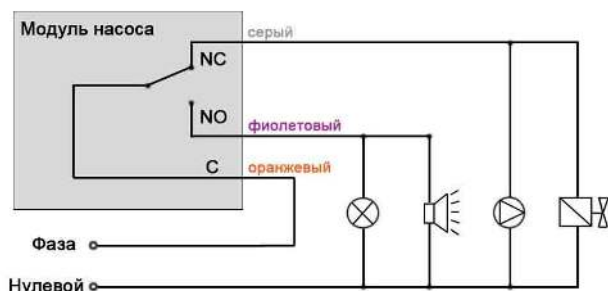 Модуль насоса
серый
NC
NO
фиолетовый
C
оранжевый
Фаза
Нулевой